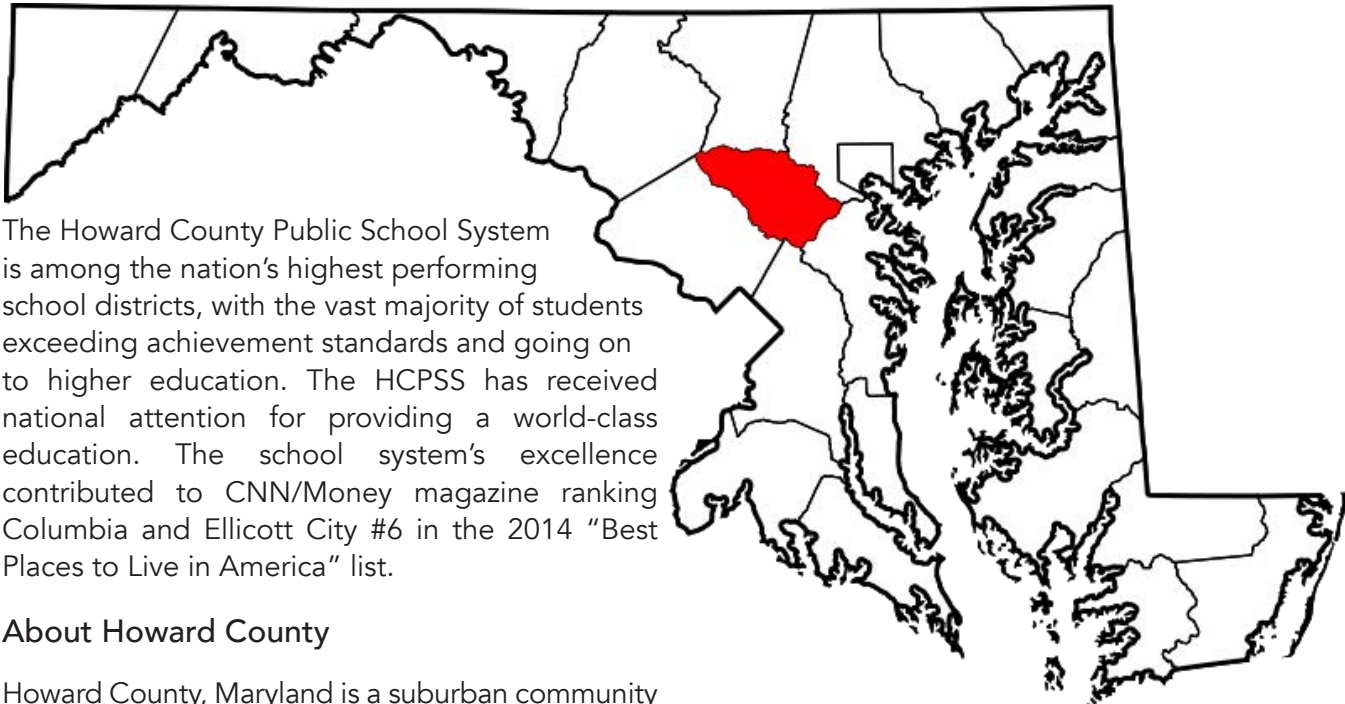 The Howard County Public School System
is among the nation’s highest performing
school districts, with the vast majority of students
exceeding achievement standards and going on
to higher education. The HCPSS has received
national attention for providing a world-class
education. The school system’s excellence
contributed to CNN/Money magazine ranking
Columbia and Ellicott City #6 in the 2014 “Best
Places to Live in America” list.
About Howard County
Howard County, Maryland is a suburban community